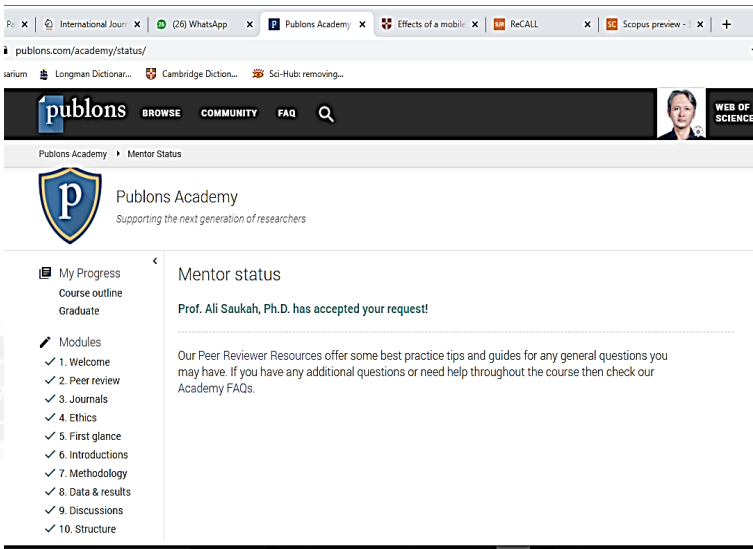 Pa International Journ (26) WhatsApp Publons Academy Effects of a mobile ReCALL Scopus preview -
publons.com/academy/status/
sarium Longman Dictionar... Cambridge Diction... Sci-Hub: removing...
publons BROWSE COMMUNITY FAQ WEB OF
SCIENCE
Publons Academy Mentor Status
Publons Academy
Supporting the next generation of researchers
My Progress
Course outline
Graduate
Modules
1. Welcome
2. Peer review
3. Journals
4. Ethics
5. First glance
6. Introductions
7. Methodology
8. Data & results
9. Discussions
10. Structure
Mentor status
Prof. Ali Saukah, Ph.D. has accepted your request!
Our Peer Reviewer Resources offer some best practice tips and guides for any general questions you
may have. If you have any additional questions or need help throughout the course then check our
Academy FAQs.